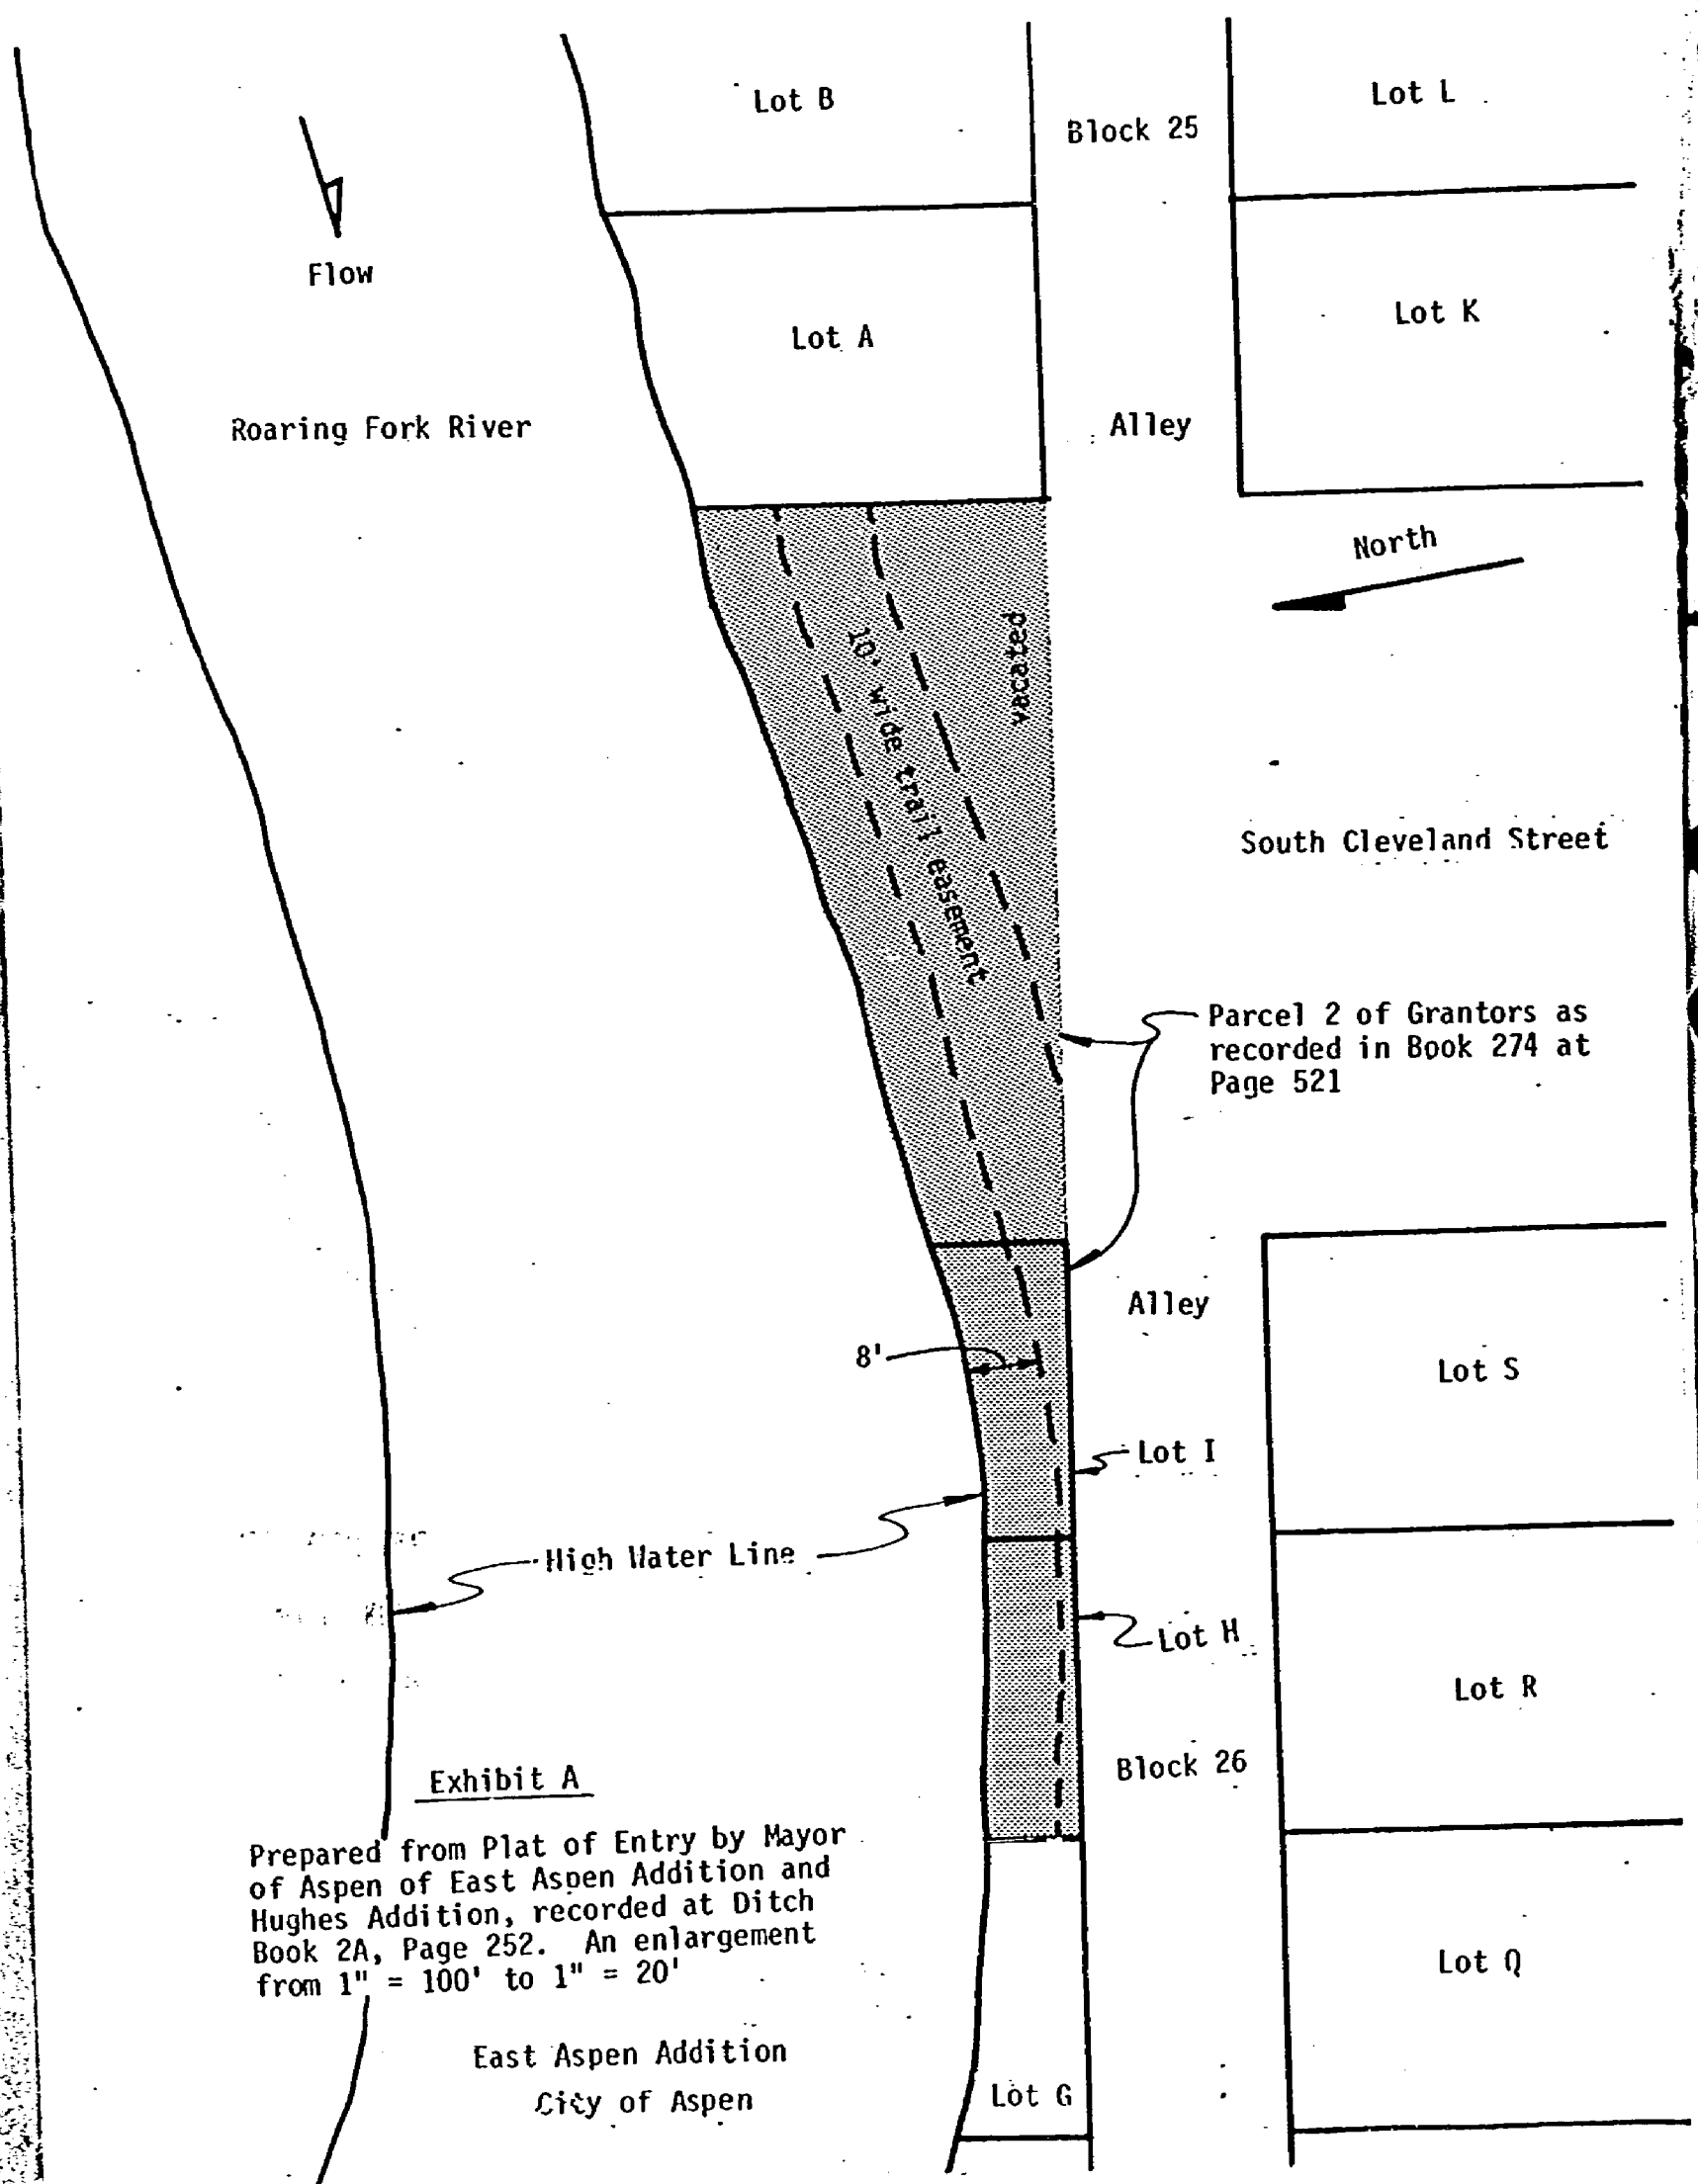 Lot B
Block 25
Lot L
Flow
Lot A
Lot K
Roaring Fork River
Alley
North
vacated
10' wide trail easement
South Cleveland Street
Parcel 2 of Grantors as
recorded in Book 274 at
Page 521
Alley
8'
Lot S
Lot I
High Water Line
Lot H
Lot R
Block 26
Exhibit A
Prepared from Plat of Entry by Mayor
of Aspen of East Aspen Addition and
Hughes Addition, recorded at Ditch
Book 2A, Page 252. An enlargement
from 1" = 100' to 1" = 20'
Lot Q
East Aspen Addition
City of Aspen
Lot G